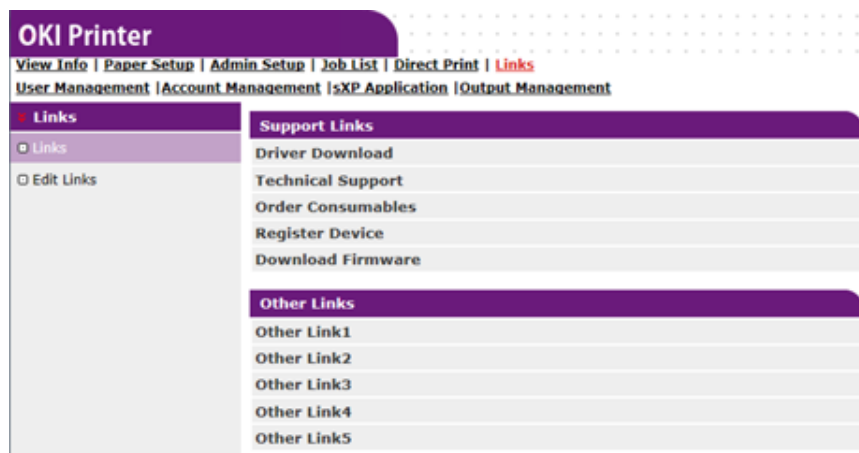 OKI Printer
View Info | Paper Setup | Admin Setup | Job List | Direct Print | Links
User Management |Account Management |sXP Application |Output Management
Links
Links
Edit Links
Support Links
Driver Download
Technical Support
Order Consumables
Register Device
Download Firmware
Other Links
Other Link1
Other Link2
Other Link3
Other Link4
Other Link5